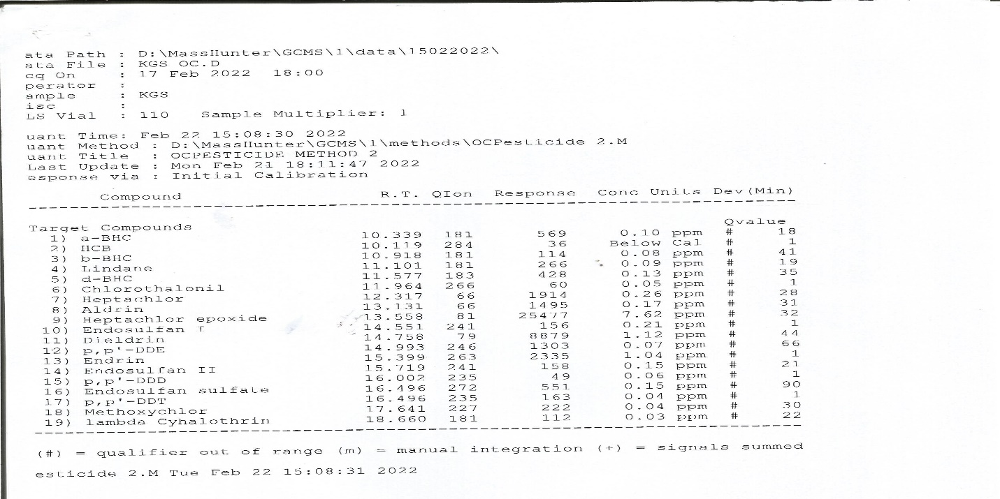 ata Path : D:\MassHunter\GCMS\1\data\15022022\
ata File : KGS OC.D
cq On : 17 Feb 2022 18:00
perator :
ample : KGS
isc :
LS Vial : 110 Sample Multiplier: 1
uant Time: Feb 22 15:08:30 2022
uant Method : D:\MassHunter\GCMS\1\methods\OCPesticide 2.M
uant Title : OCPESTICIDE METHOD 2
Last Update : Mon Feb 21 18:11:47 2022
esponse via : Initial Calibration
Compound R.T. QIon Response Conc Units Dev(Min)
Target Compounds Qvalue
1) a-BHC 10.339 181 569 0.10 ppm # 18
2) HCB 10.119 284 36 Below Cal # 1
3) b-BHC 10.918 181 114 0.08 ppm # 41
4) Lindane 11.101 181 266 0.09 ppm # 19
5) d-BHC 11.577 183 428 0.13 ppm # 35
6) Chlorothalonil 11.964 266 60 0.05 ppm # 1
7) Heptachlor 12.317 66 1914 0.26 ppm # 28
8) Aldrin 13.131 66 1495 0.17 ppm # 31
9) Heptachlor epoxide 13.558 81 25477 7.62 ppm # 32
10) Endosulfan I 14.551 241 156 0.21 ppm # 1
11) Dieldrin 14.758 79 8879 1.12 ppm # 44
12) p,p'-DDE 14.993 246 1303 0.07 ppm # 66
13) Endrin 15.399 263 2335 1.04 ppm # 1
14) Endosulfan II 15.719 241 158 0.15 ppm # 21
15) p,p'-DDD 16.002 235 49 0.06 ppm # 1
16) Endosulfan sulfate 16.496 272 551 0.15 ppm # 90
17) p,p'-DDT 16.496 235 163 0.04 ppm # 1
18) Methoxychlor 17.641 227 222 0.04 ppm # 30
19) lambda Cyhalothrin 18.660 181 112 0.03 ppm # 22
(#) = qualifier out of range (m) = manual integration (+) = signals summed
esticide 2.M Tue Feb 22 15:08:31 2022